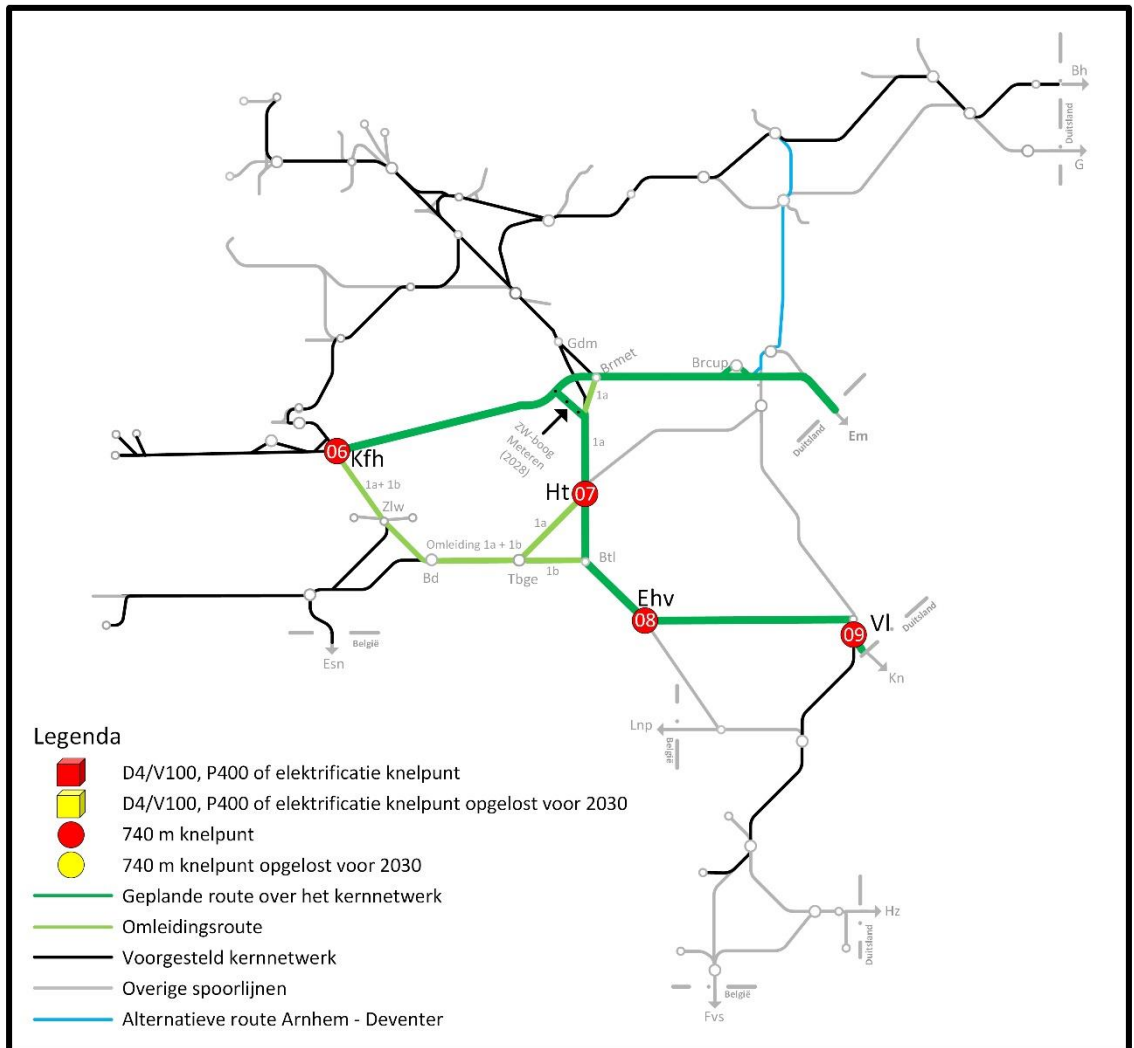 Bh
Duitsland
G
Gdm
Brmet
Brcup
1a
ZW-boog
Meteren
(2028)
1a
Duitsland
Em
06
Kfh
1a+ 1b
Ht
07
Zlw
1a
Omleiding 1a + 1b
Bd
Tbge
1b
Btl
Ehv
08
09
Vl.
Duitsland
Kn
België
Esn
Lnp
België
Legenda
D4/V100, P400 of elektrificatie knelpunt
D4/V100, P400 of elektrificatie knelpunt opgelost voor 2030
740 m knelpunt
740 m knelpunt opgelost voor 2030
Geplande route over het kernnetwerk
Omleidingsroute
Voorgesteld kernnetwerk
Overige spoorlijnen
Alternatieve route Arnhem - Deventer
Hz
Duitsland
België
Fvs